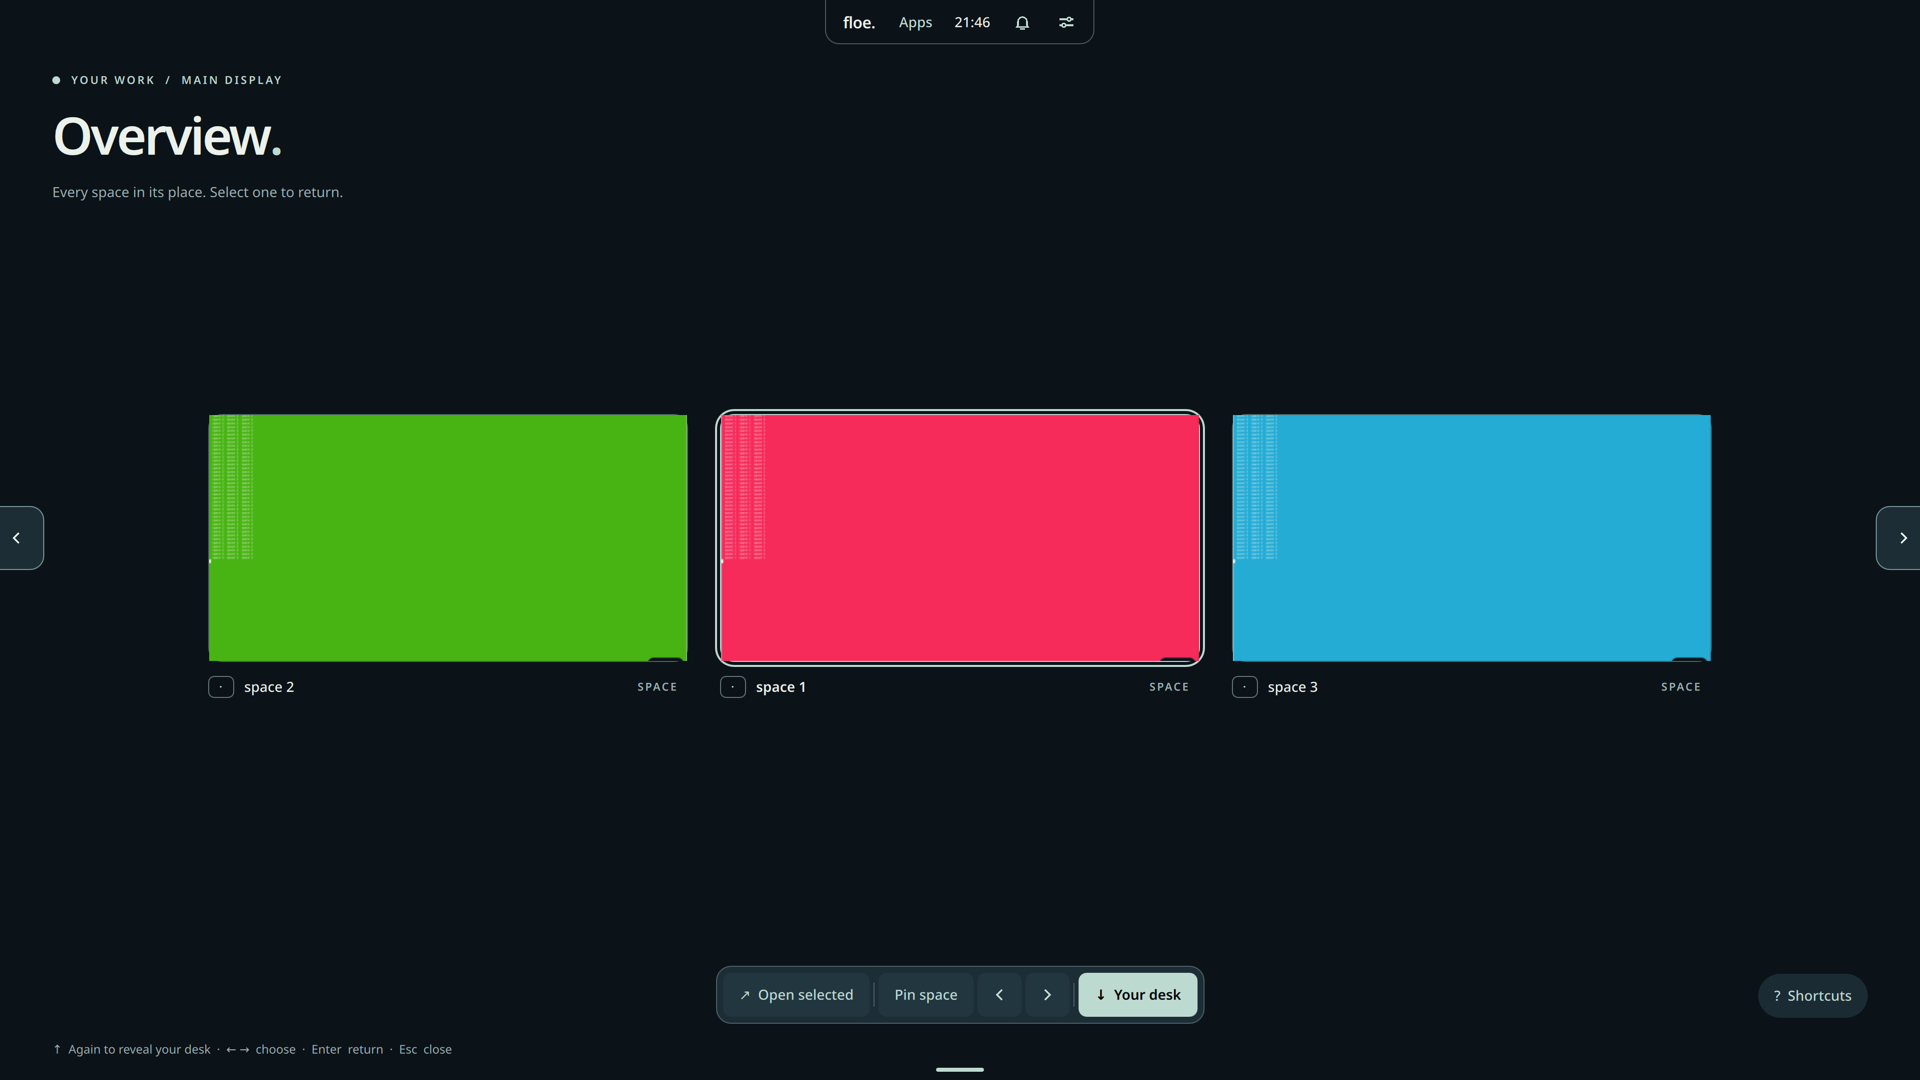 floe. Apps 21:46
YOUR WORK / MAIN DISPLAY
Overview.
Every space in its place. Select one to return.
space 2 SPACE
space 1 SPACE
space 3 SPACE
↗ Open selected Pin space ↓ Your desk
? Shortcuts
↑ Again to reveal your desk · ←→ choose · Enter return · Esc close